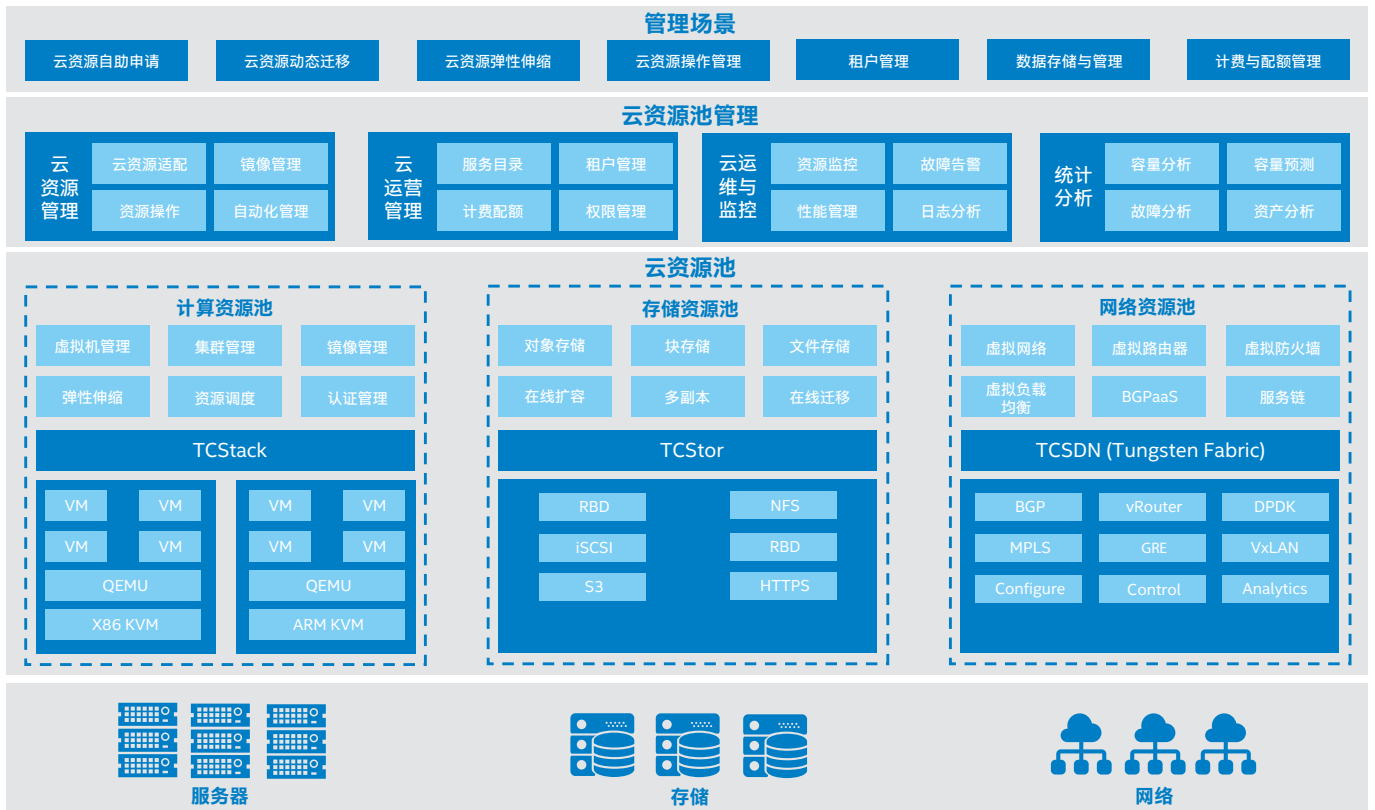 管理场景
云资源自助申请
云资源动态迁移
云资源弹性伸缩
云资源操作管理
租户管理
数据存储与管理
计费与配额管理
云资源池管理
云
资源
管理
云资源适配
镜像管理
资源操作
自动化管理
云
运营
管理
服务目录
租户管理
计费配额
权限管理
云运
维与
监控
资源监控
故障告警
性能管理
日志分析
统计
分析
容量分析
容量预测
故障分析
资产分析
云资源池
计算资源池
虚拟机管理
集群管理
镜像管理
弹性伸缩
资源调度
认证管理
TCStack
VM
VM
VM
VM
QEMU
X86 KVM
VM
VM
VM
VM
QEMU
ARM KVM
存储资源池
对象存储
块存储
文件存储
在线扩容
多副本
在线迁移
TCStor
RBD
NFS
iSCSI
RBD
S3
HTTPS
网络资源池
虚拟网络
虚拟路由器
虚拟防火墙
虚拟负载
均衡
BGPaaS
服务链
TCSDN (Tungsten Fabric)
BGP
vRouter
DPDK
MPLS
GRE
VxLAN
Configure
Control
Analytics
服务器
存储
网络